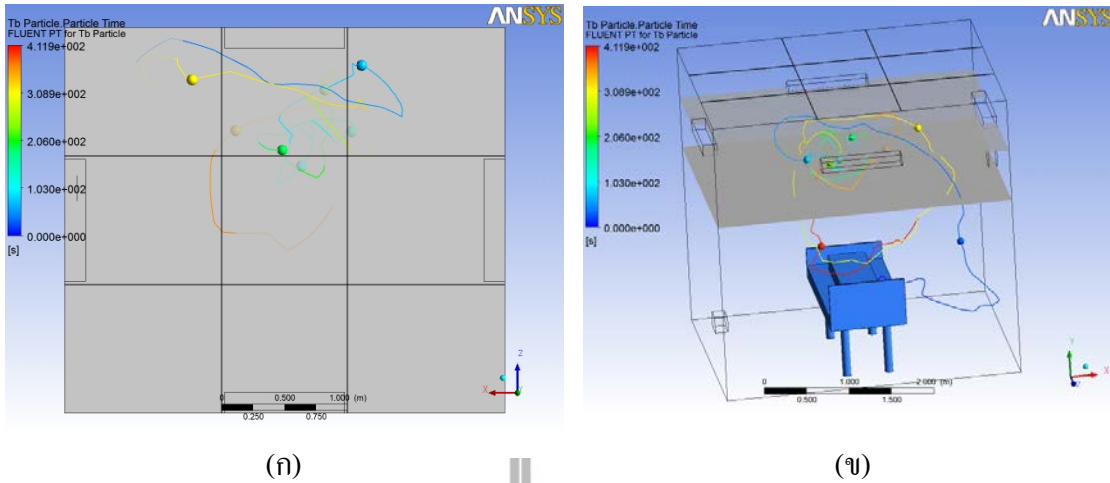 ANSYS
Tb Particle.Particle Time
FLUENT PT for Tb Particle
4.119e+002
3.089e+002
2.060e+002
1.030e+002
0.000e+000
[s]
0 0.500 1.000 (m)
0.250 0.750
X Z Y
(ก)
ANSYS
Tb Particle.Particle Time
FLUENT PT for Tb Particle
4.119e+002
3.089e+002
2.060e+002
1.030e+002
0.000e+000
[s]
0 1.000 2.000 (m)
0.500 1.500
Y X Z
(ข)